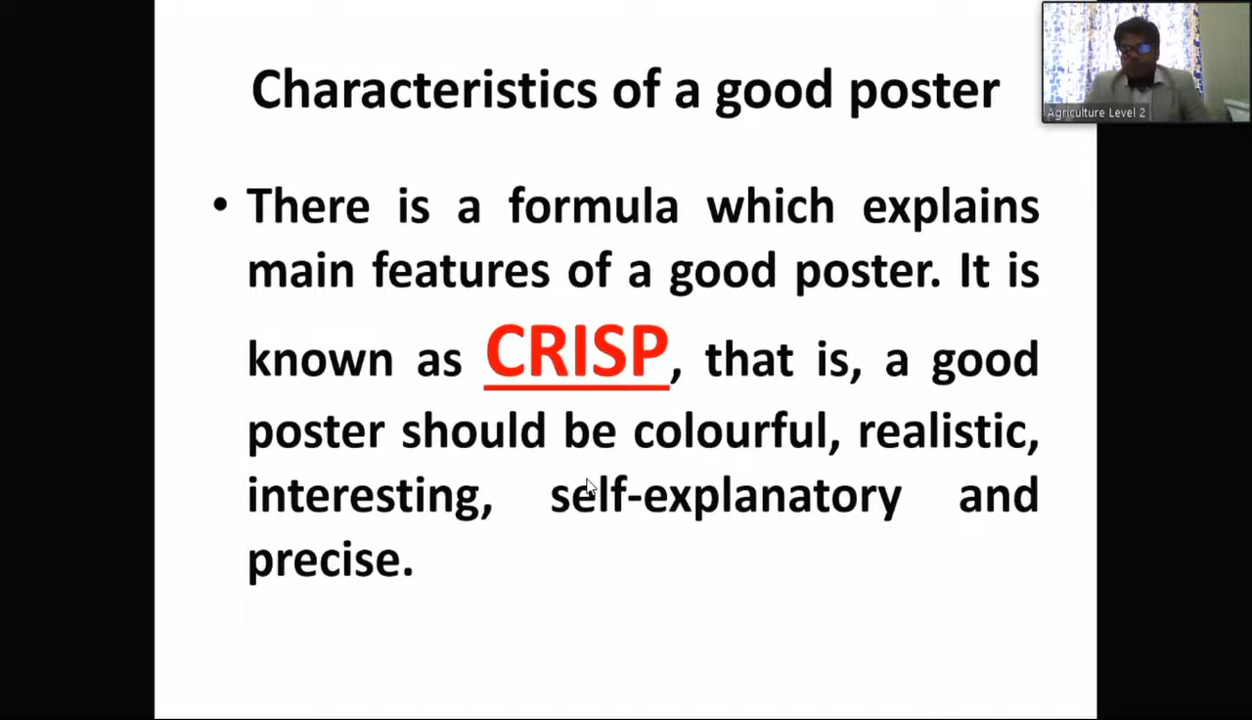 Characteristics of a good poster
Agriculture Level 2
• There is a formula which explains
main features of a good poster. It is
known as CRISP, that is, a good
poster should be colourful, realistic,
interesting, self-explanatory and
precise.